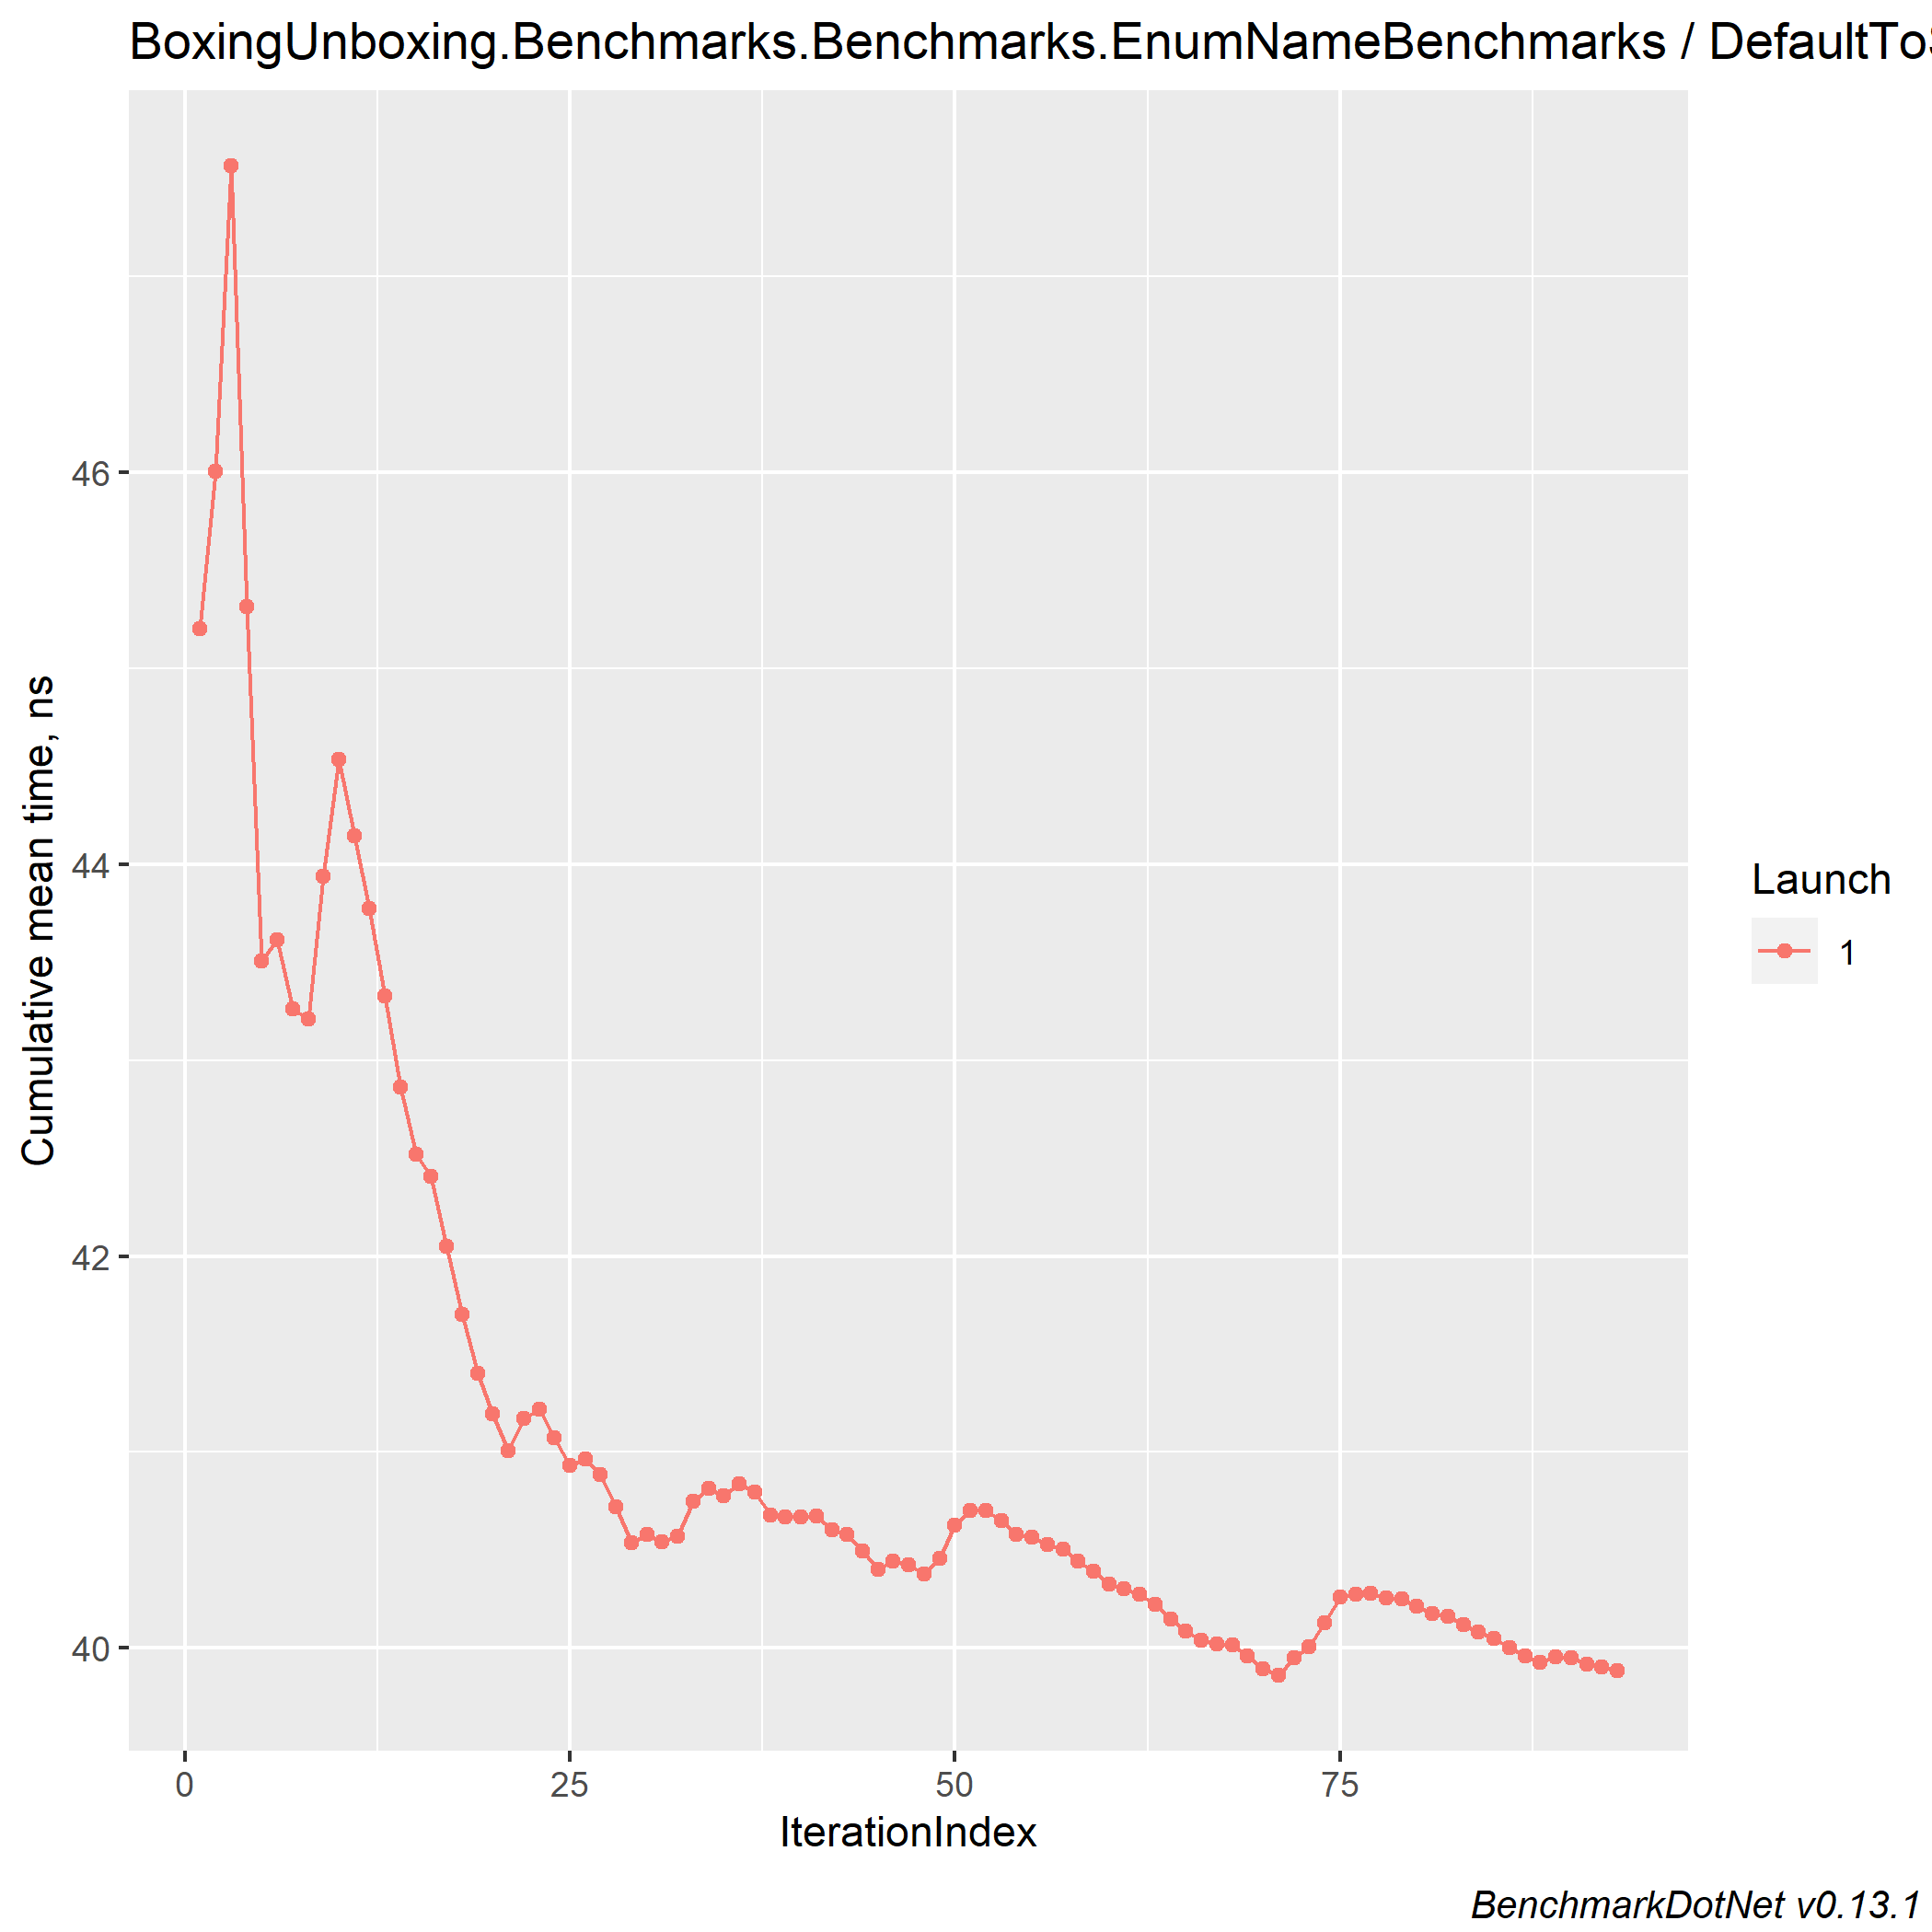 BoxingUnboxing.Benchmarks.Benchmarks.EnumNameBenchmarks / DefaultToS
Cumulative mean time, ns
46
44
42
40
0 25 50 75
IterationIndex
Launch
1
BenchmarkDotNet v0.13.1